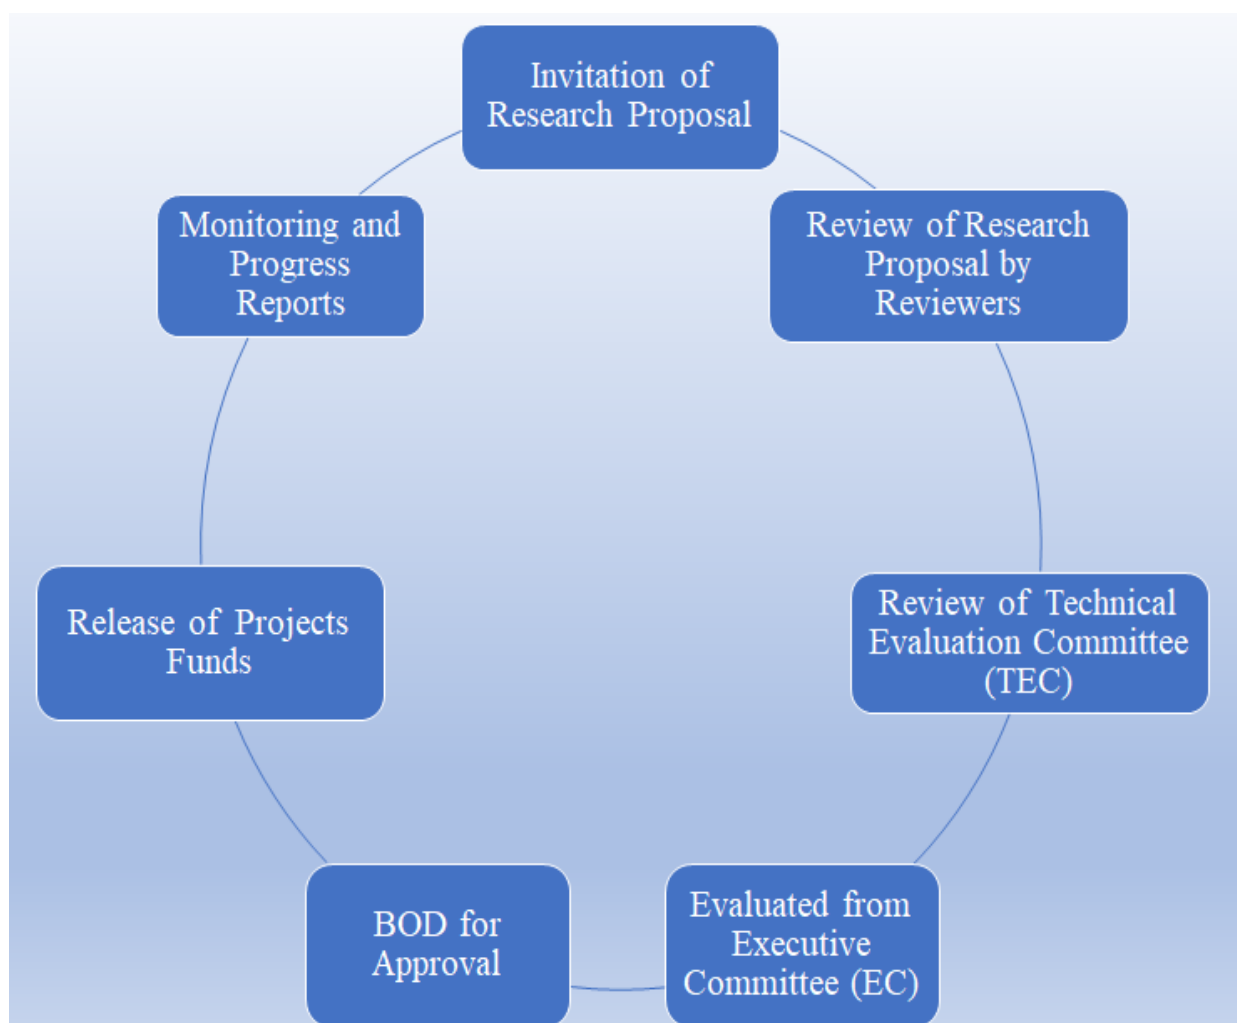 Invitation of
Research Proposal
Review of Research
Proposal by
Reviewers
Review of Technical
Evaluation Committee
(TEC)
Evaluated from
Executive
Committee (EC)
BOD for
Approval
Release of Projects
Funds
Monitoring and
Progress
Reports